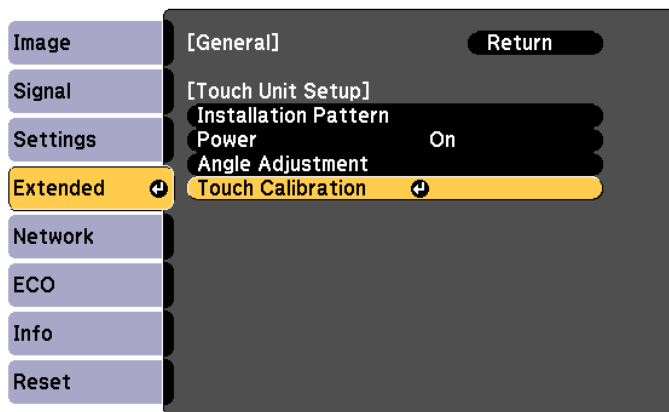 Image
Signal
Settings
Extended
Network
ECO
Info
Reset
[General] Return
[Touch Unit Setup]
Installation Pattern
Power On
Angle Adjustment
Touch Calibration